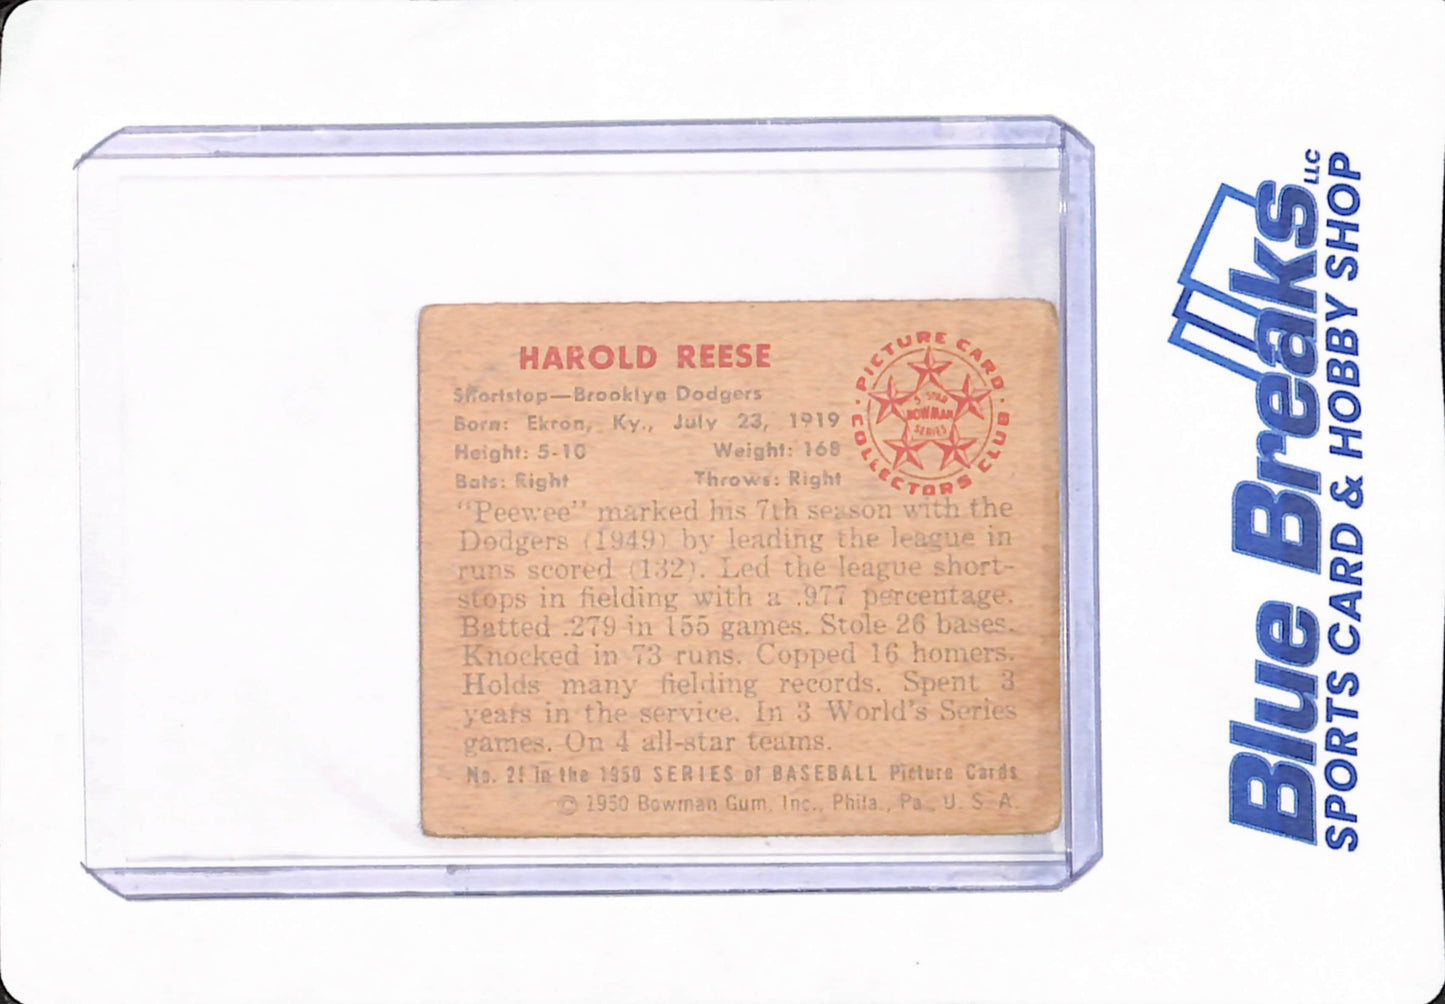 HAROLD REESE
Shortstop—Brooklyn Dodgers
Born: Ekron, Ky., July 23, 1919
Height: 5-10 Weight: 168
Bats: Right Throws: Right
PICTURE CARD
COLLECTORS CLUB
5-STAR
BOWMAN
SERIES
"Peewee" marked his 7th season with the
Dodgers (1949) by leading the league in
runs scored (132). Led the league short-
stops in fielding with a .977 percentage.
Batted .279 in 155 games. Stole 26 bases.
Knocked in 73 runs. Copped 16 homers.
Holds many fielding records. Spent 3
years in the service. In 3 World's Series
games. On 4 all-star teams.
No. 21 in the 1950 SERIES of BASEBALL Picture Cards
© 1950 Bowman Gum, Inc., Phila., Pa., U. S. A.
Blue Breaks LLC
SPORTS CARD & HOBBY SHOP